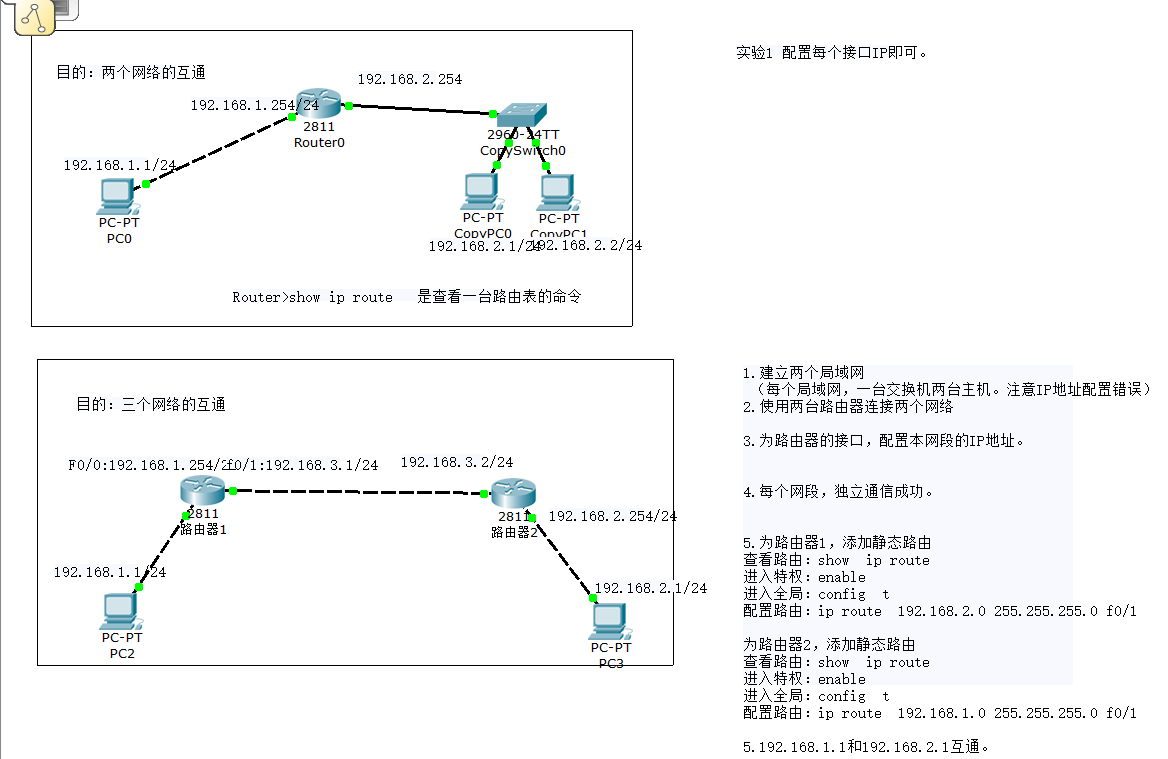 目的：两个网络的互通
192.168.2.254
192.168.1.254/24
2811
Router0
2960-24TT
CopySwitch0
192.168.1.1/24
PC-PT
PC0
PC-PT
CopyPC0
PC-PT
CopyPC1
192.168.2.1/24
192.168.2.2/24
Router>show ip route 是查看一台路由表的命令
实验1 配置每个接口IP即可。
目的：三个网络的互通
F0/0:192.168.1.254/2
f0/1:192.168.3.1/24
192.168.3.2/24
2811
路由器1
2811
路由器2
192.168.2.254/24
192.168.1.1/24
192.168.2.1/24
PC-PT
PC2
PC-PT
PC3
1.建立两个局域网
（每个局域网，一台交换机两台主机。注意IP地址配置错误）
2.使用两台路由器连接两个网络
3.为路由器的接口，配置本网段的IP地址。
4.每个网段，独立通信成功。
5.为路由器1，添加静态路由
查看路由：show ip route
进入特权：enable
进入全局：config t
配置路由：ip route 192.168.2.0 255.255.255.0 f0/1
为路由器2，添加静态路由
查看路由：show ip route
进入特权：enable
进入全局：config t
配置路由：ip route 192.168.1.0 255.255.255.0 f0/1
5.192.168.1.1和192.168.2.1互通。